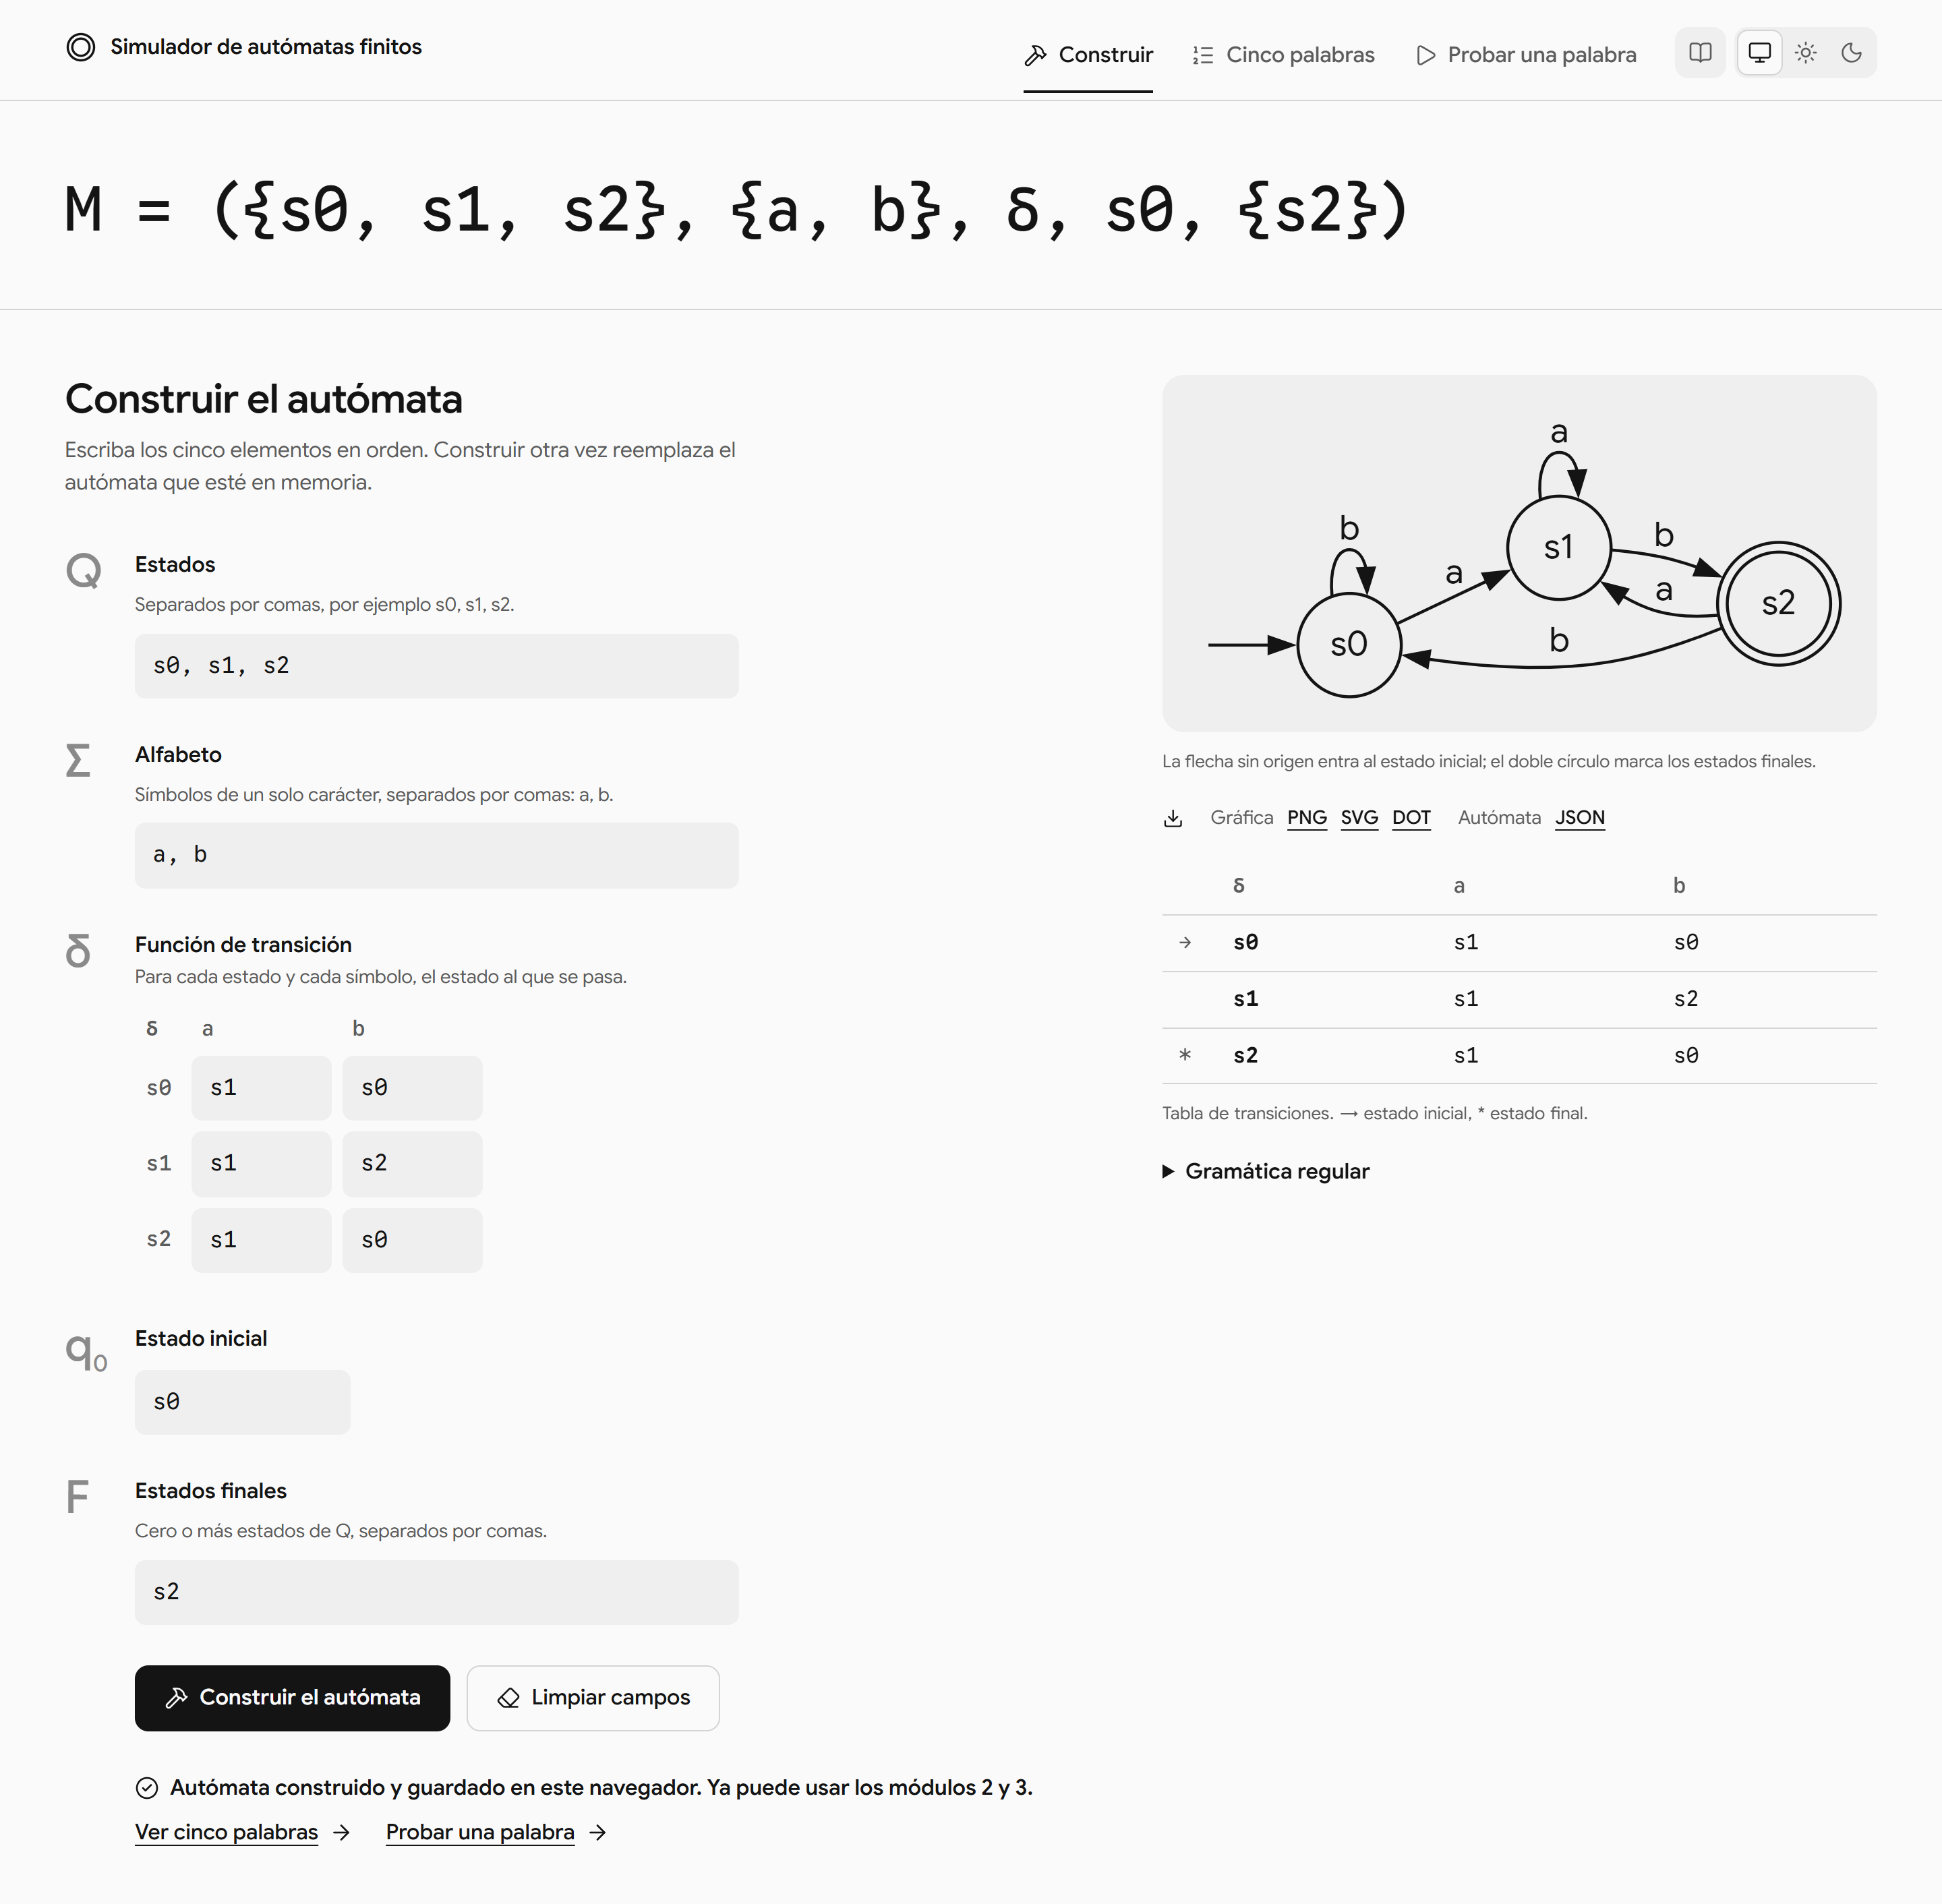 Simulador de autómatas finitos
Construir
Cinco palabras
Probar una palabra
M = ({s0, s1, s2}, {a, b}, δ, s0, {s2})
Construir el autómata
Escriba los cinco elementos en orden. Construir otra vez reemplaza el
autómata que esté en memoria.
Q Estados
Separados por comas, por ejemplo s0, s1, s2.
s0, s1, s2
Σ Alfabeto
Símbolos de un solo carácter, separados por comas: a, b.
a, b
δ Función de transición
Para cada estado y cada símbolo, el estado al que se pasa.
δ a b
s0 s1 s0
s1 s1 s2
s2 s1 s0
q0 Estado inicial
s0
F Estados finales
Cero o más estados de Q, separados por comas.
s2
Construir el autómata
Limpiar campos
Autómata construido y guardado en este navegador. Ya puede usar los módulos 2 y 3.
Ver cinco palabras → Probar una palabra →
a
b
s1
b
a
a
s2
b
s0
La flecha sin origen entra al estado inicial; el doble círculo marca los estados finales.
Gráfica PNG SVG DOT Autómata JSON
δ a b
→ s0 s1 s0
s1 s1 s2
* s2 s1 s0
Tabla de transiciones. → estado inicial, * estado final.
▶ Gramática regular